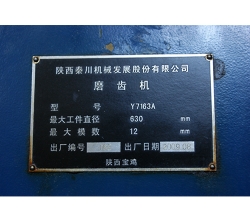 陕西秦川机械发展股份有限公司
磨齿机
型号 Y7163A
最大工件直径 630 mm
最大模数 12 mm
出厂编号 出厂日期
陕西宝鸡